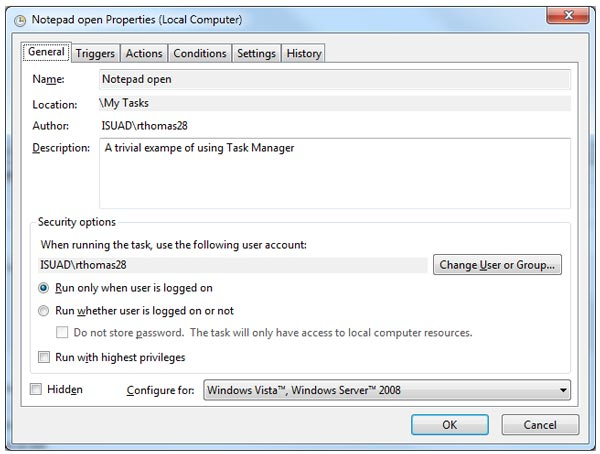 Notepad open Properties (Local Computer)
General Triggers Actions Conditions Settings History
Name: Notepad open
Location: \My Tasks
Author: ISUAD\rthomas28
Description: A trivial exampe of using Task Manager
Security options
When running the task, use the following user account:
ISUAD\rthomas28 Change User or Group...
Run only when user is logged on
Run whether user is logged on or not
Do not store password. The task will only have access to local computer resources.
Run with highest privileges
Hidden Configure for: Windows Vista™, Windows Server™ 2008
OK Cancel